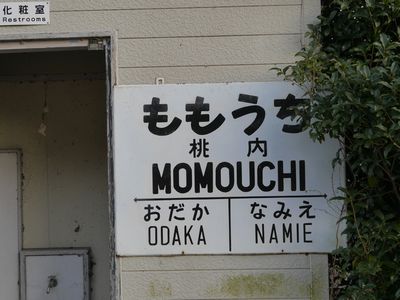 化粧室
Restrooms
ももうち
桃内
MOMOUCHI
おだか なみえ
ODAKA NAMIE